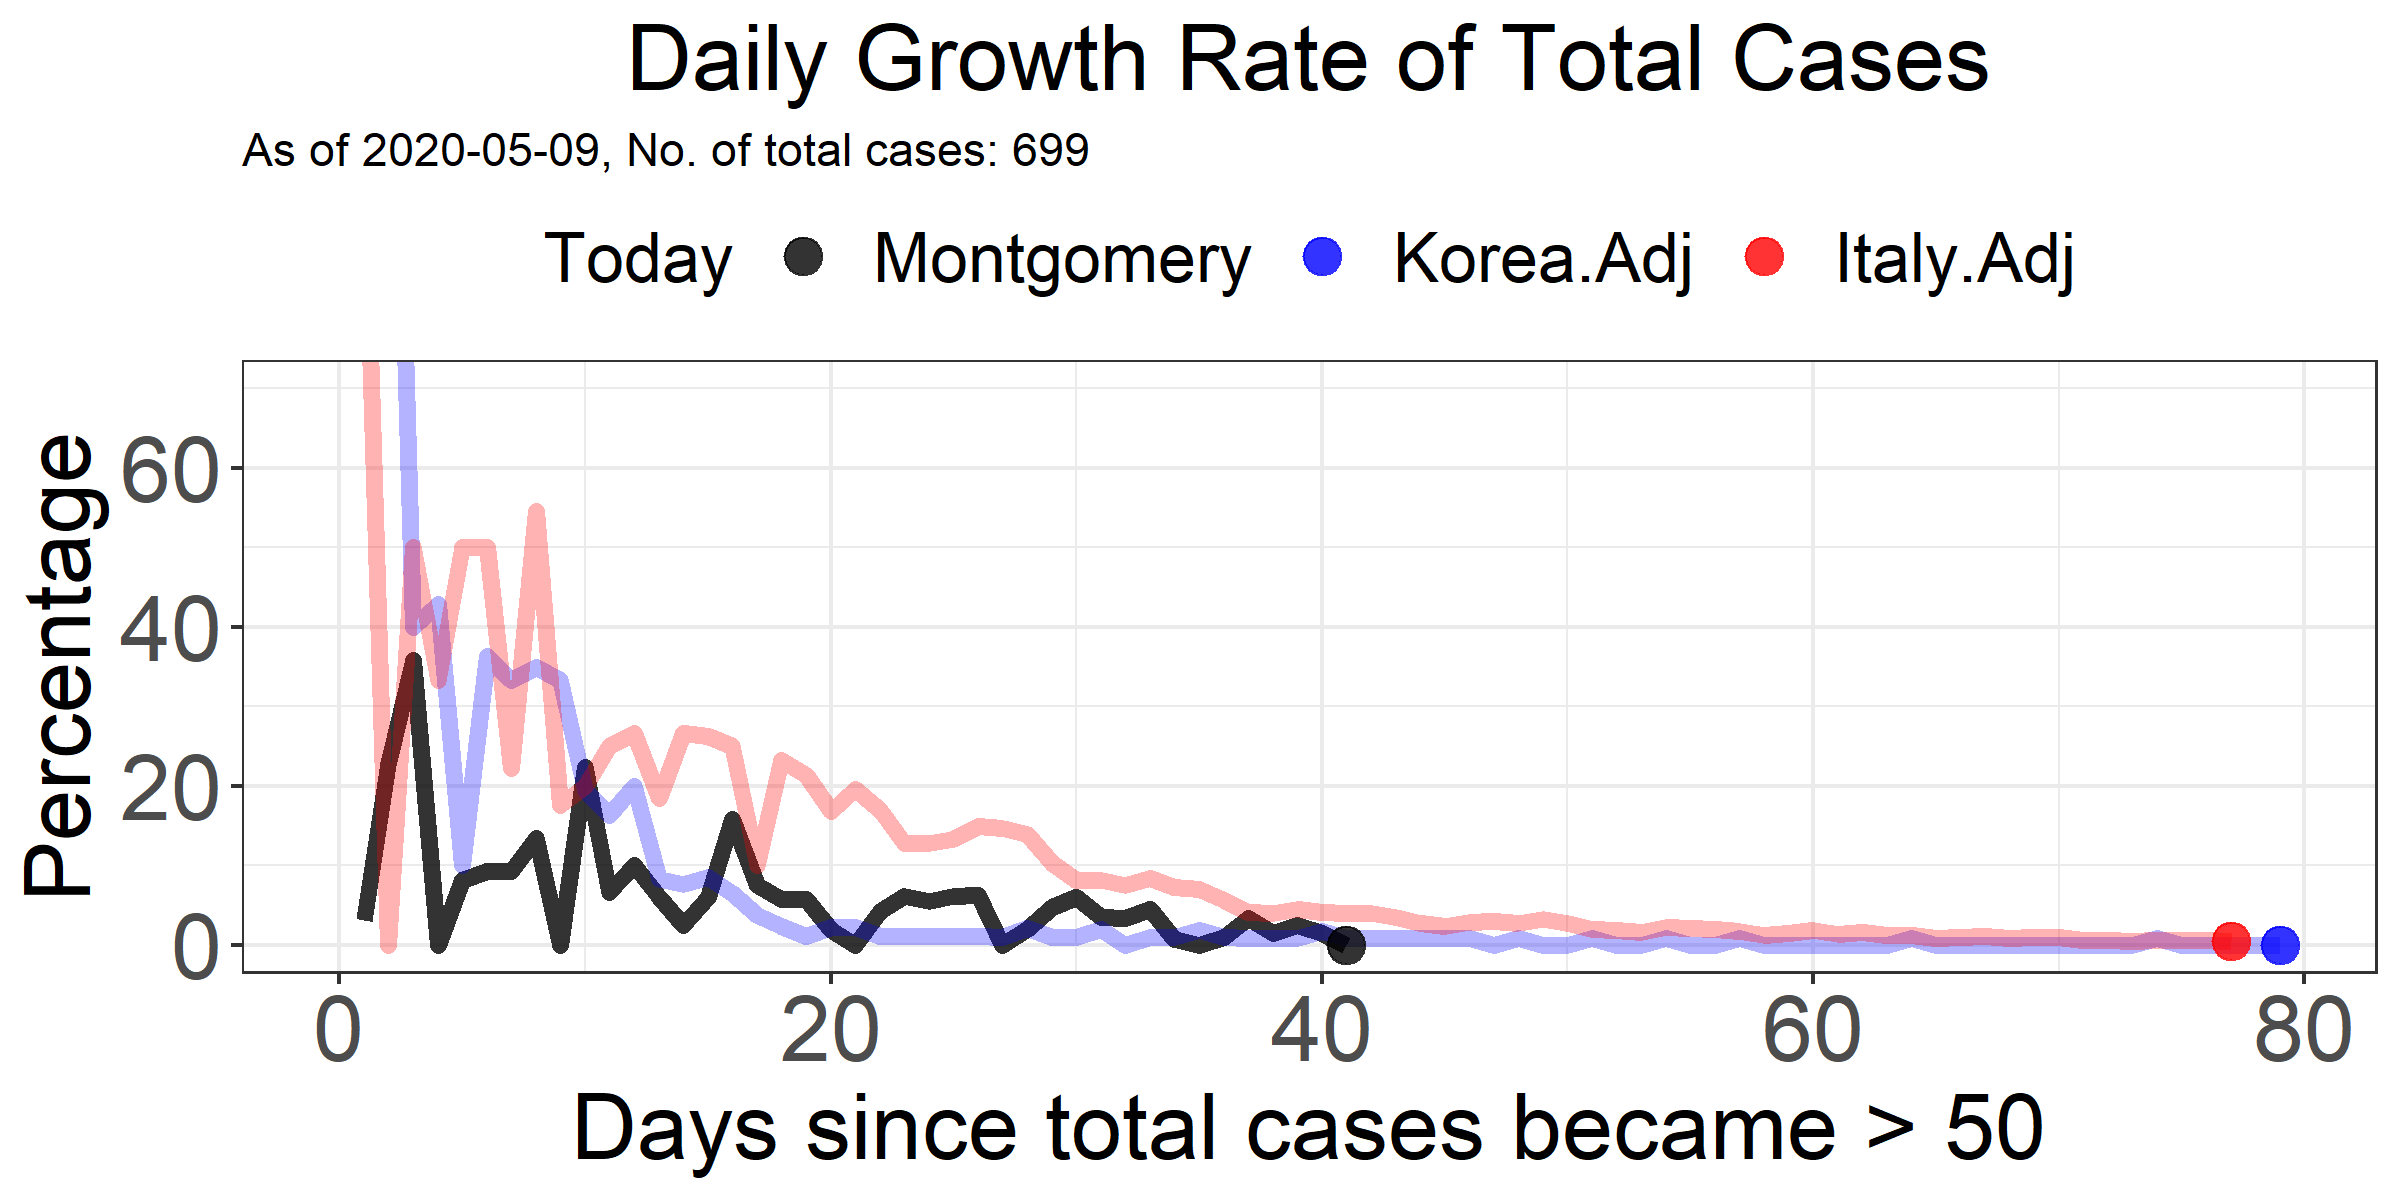 Daily Growth Rate of Total Cases
As of 2020-05-09, No. of total cases: 699
Today Montgomery Korea.Adj Italy.Adj
Percentage
60
40
20
0
0 20 40 60 80
Days since total cases became > 50